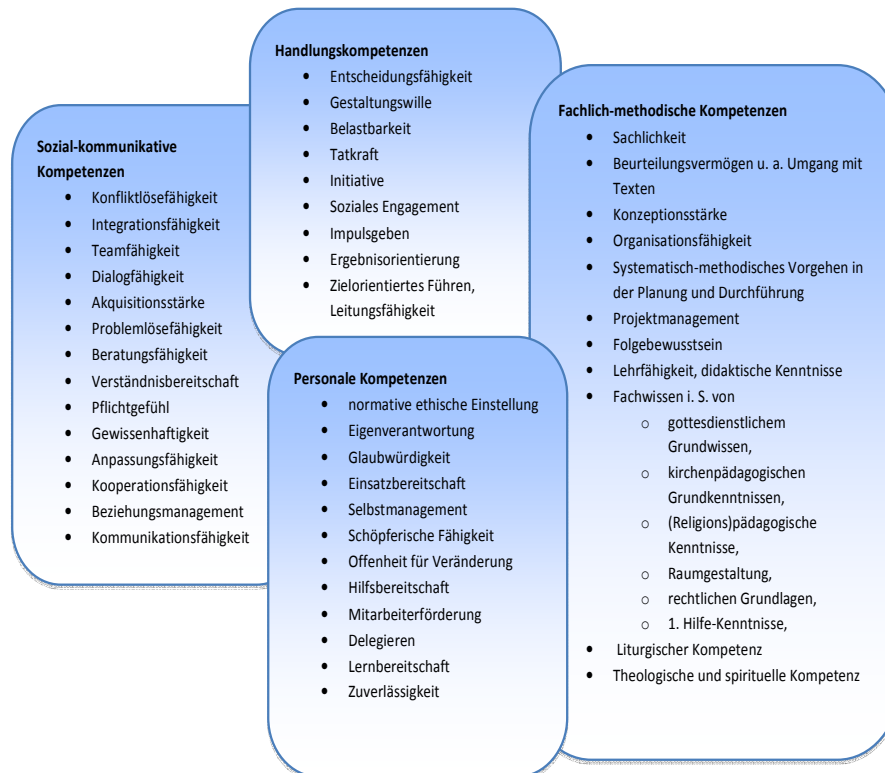 Sozial-kommunikative
Kompetenzen
• Konfliktlösefähigkeit
• Integrationsfähigkeit
• Teamfähigkeit
• Dialogfähigkeit
• Akquisitionsstärke
• Problemlösefähigkeit
• Beratungsfähigkeit
• Verständnisbereitschaft
• Pflichtgefühl
• Gewissenhaftigkeit
• Anpassungsfähigkeit
• Kooperationsfähigkeit
• Beziehungsmanagement
• Kommunikationsfähigkeit
Handlungskompetenzen
• Entscheidungsfähigkeit
• Gestaltungswille
• Belastbarkeit
• Tatkraft
• Initiative
• Soziales Engagement
• Impulsgeben
• Ergebnisorientierung
• Zielorientiertes Führen,
Leitungsfähigkeit
Personale Kompetenzen
• normative ethische Einstellung
• Eigenverantwortung
• Glaubwürdigkeit
• Einsatzbereitschaft
• Selbstmanagement
• Schöpferische Fähigkeit
• Offenheit für Veränderung
• Hilfsbereitschaft
• Mitarbeiterförderung
• Delegieren
• Lernbereitschaft
• Zuverlässigkeit
Fachlich-methodische Kompetenzen
• Sachlichkeit
• Beurteilungsvermögen u. a. Umgang mit
Texten
• Konzeptionsstärke
• Organisationsfähigkeit
• Systematisch-methodisches Vorgehen in
der Planung und Durchführung
• Projektmanagement
• Folgebewusstsein
• Lehrfähigkeit, didaktische Kenntnisse
• Fachwissen i. S. von
o gottesdienstlichem
Grundwissen,
o kirchenpädagogischen
Grundkenntnissen,
o (Religions)pädagogische
Kenntnisse,
o Raumgestaltung,
o rechtlichen Grundlagen,
o 1. Hilfe-Kenntnisse,
• Liturgischer Kompetenz
• Theologische und spirituelle Kompetenz